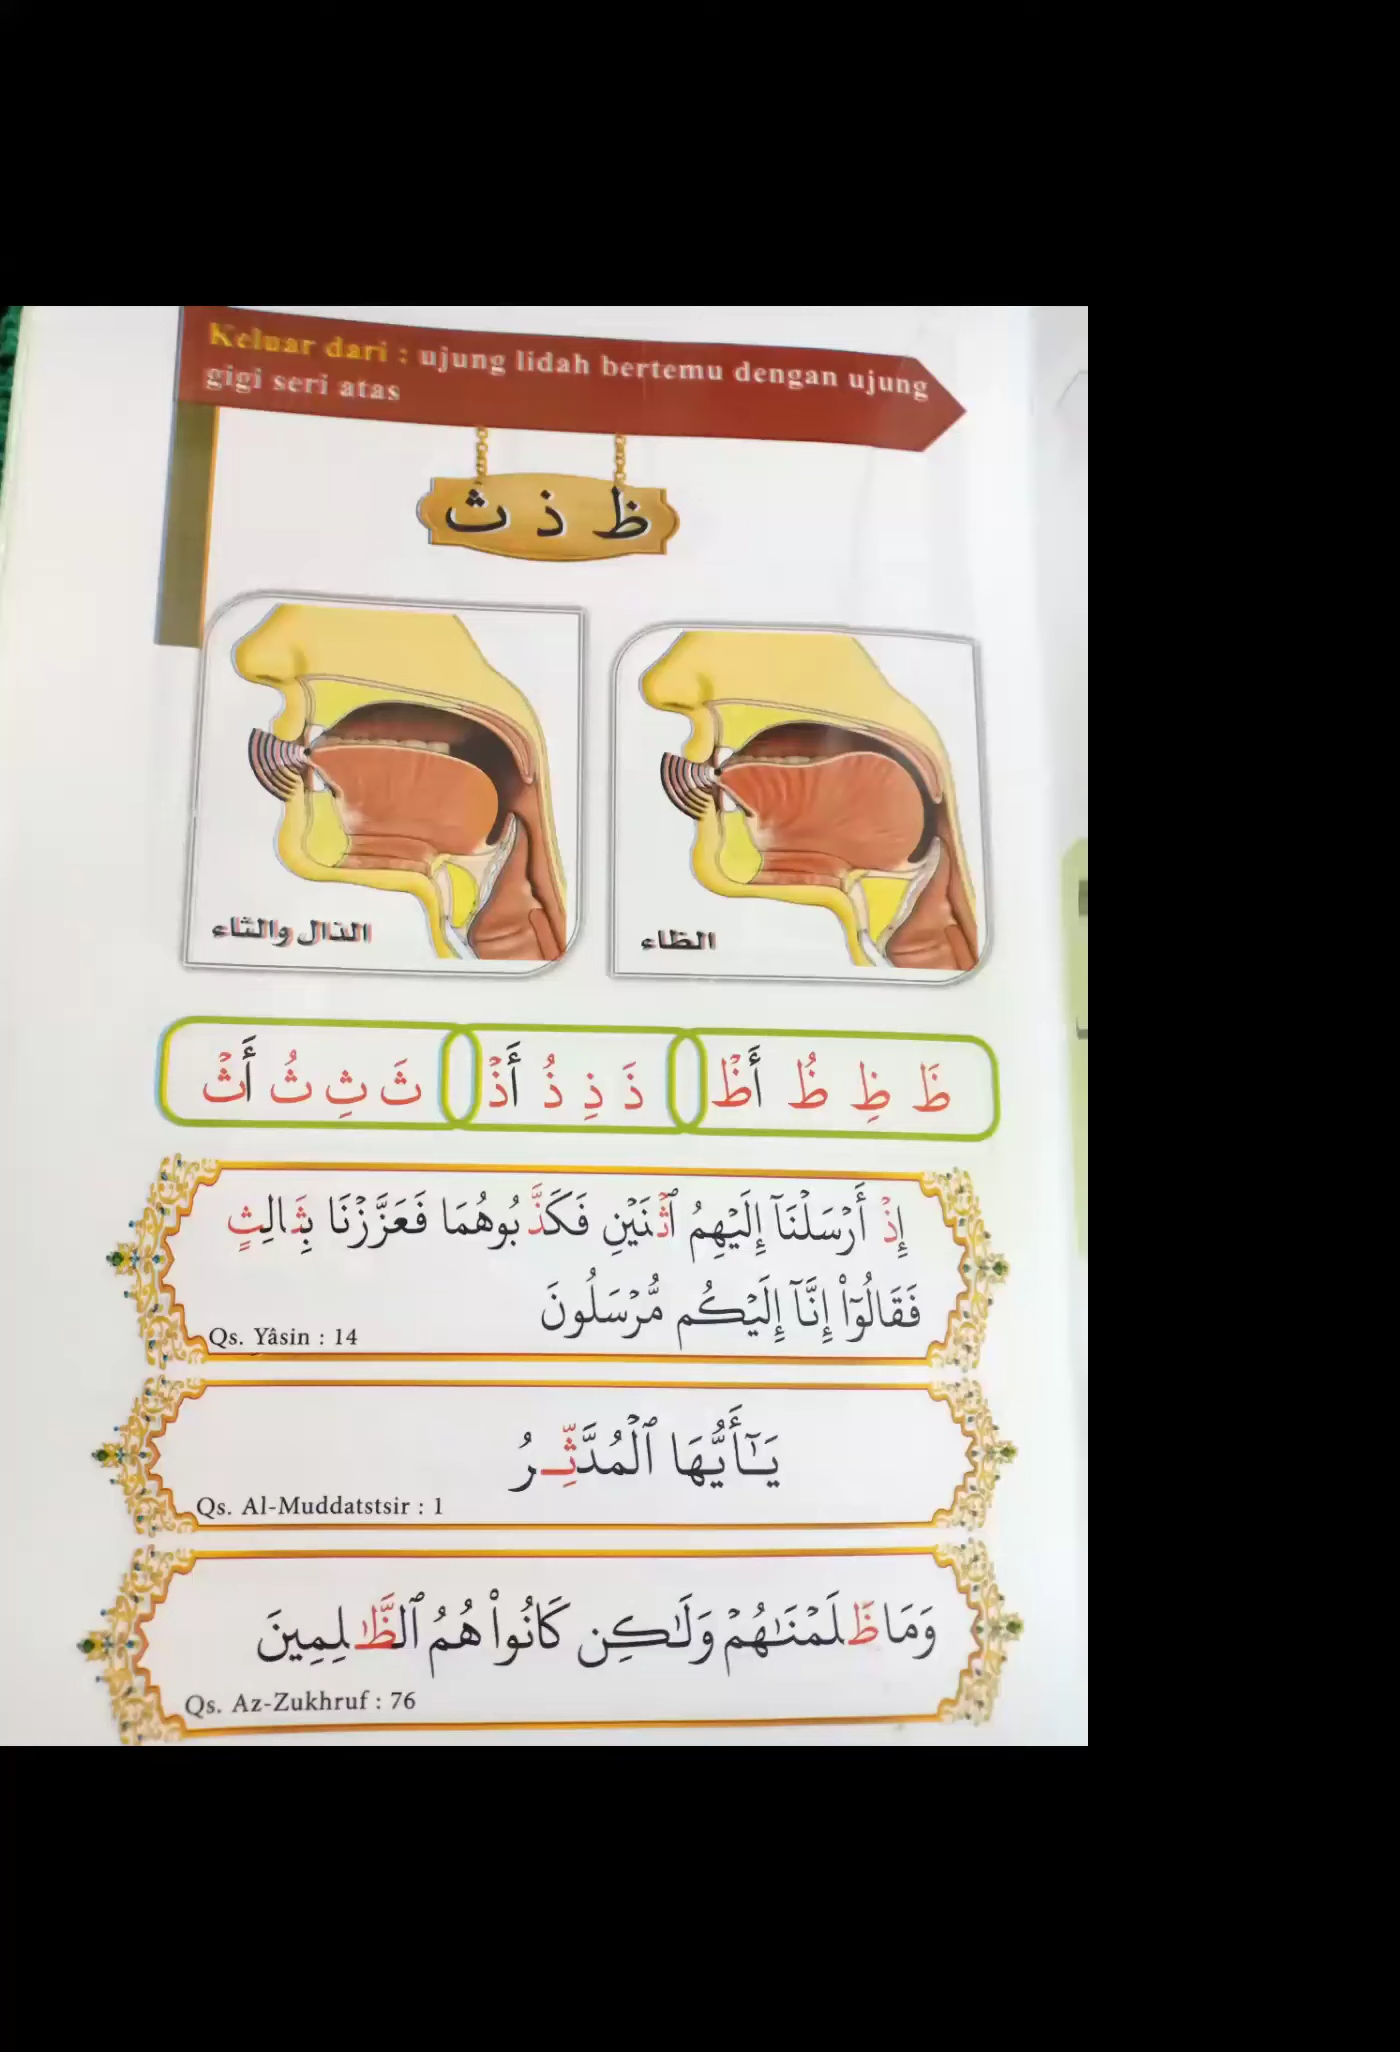 Keluar dari : ujung lidah bertemu dengan ujung
gigi seri atas
ظ ذ ث
الذال والثاء
الظاء
ظَ ظِ ظُ أَظْ
ذَ ذِ ذُ أَذْ
ثَ ثِ ثُ أَثْ
إِذْ أَرْسَلْنَآ إِلَيْهِمُ ٱثْنَيْنِ فَكَذَّبُوهُمَا فَعَزَّزْنَا بِثَالِثٍ
فَقَالُوٓاْ إِنَّآ إِلَيْكُم مُّرْسَلُونَ
Qs. Yâsin : 14
يَـٰٓأَيُّهَا ٱلْمُدَّثِّـرُ
Qs. Al-Muddatstsir : 1
وَمَا ظَلَمْنَـٰهُمْ وَلَـٰكِن كَانُواْ هُمُ ٱلظَّـٰلِمِينَ
Qs. Az-Zukhruf : 76